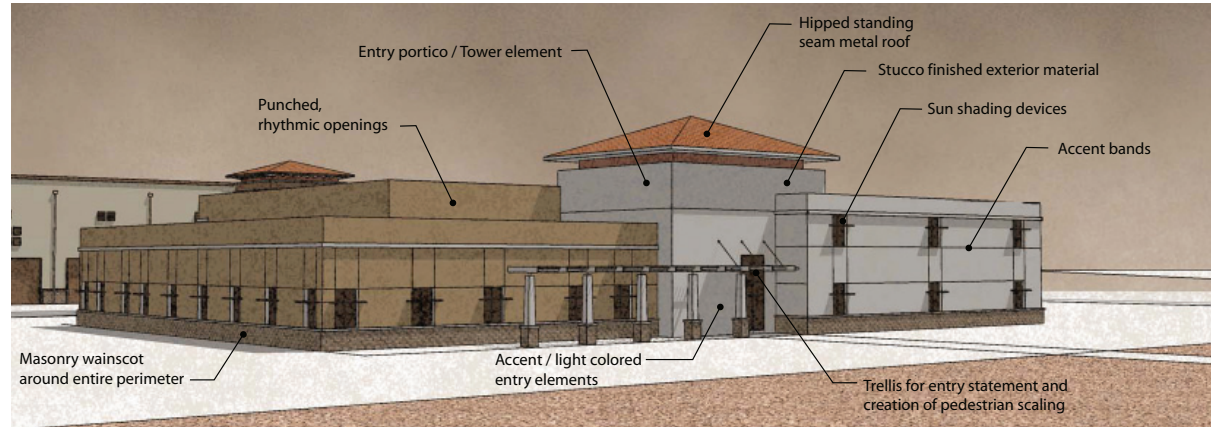 Hipped standing
seam metal roof
Entry portico / Tower element
Stucco finished exterior material
Punched,
rhythmic openings
Sun shading devices
Accent bands
Masonry wainscot
around entire perimeter
Accent / light colored
entry elements
Trellis for entry statement and
creation of pedestrian scaling